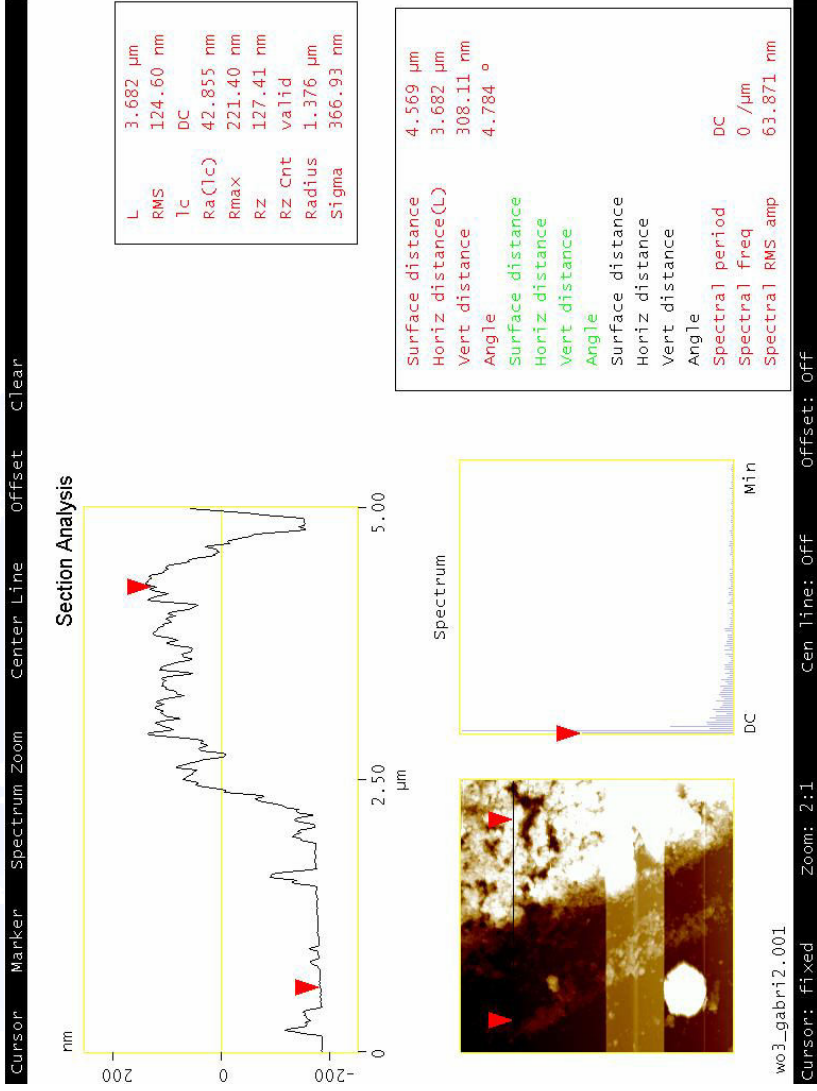 Cursor Marker Spectrum Zoom Center Line Offset Clear
Section Analysis
L 3.682 µm
RMS 124.60 nm
lc DC
Ra(lc) 42.855 nm
Rmax 221.40 nm
Rz 127.41 nm
Rz Cnt valid
Radius 1.376 µm
Sigma 366.93 nm
nm
200
0
-200
0 2.50 5.00
µm
Spectrum
DC Min
Surface distance 4.569 µm
Horiz distance(L) 3.682 µm
Vert distance 308.11 nm
Angle 4.784 °
Surface distance
Horiz distance
Vert distance
Angle
Surface distance
Horiz distance
Vert distance
Angle
Spectral period DC
Spectral freq 0 /µm
Spectral RMS amp 63.871 nm
wo3_gabri2.001
Cursor: fixed Zoom: 2:1 Cen line: Off Offset: Off